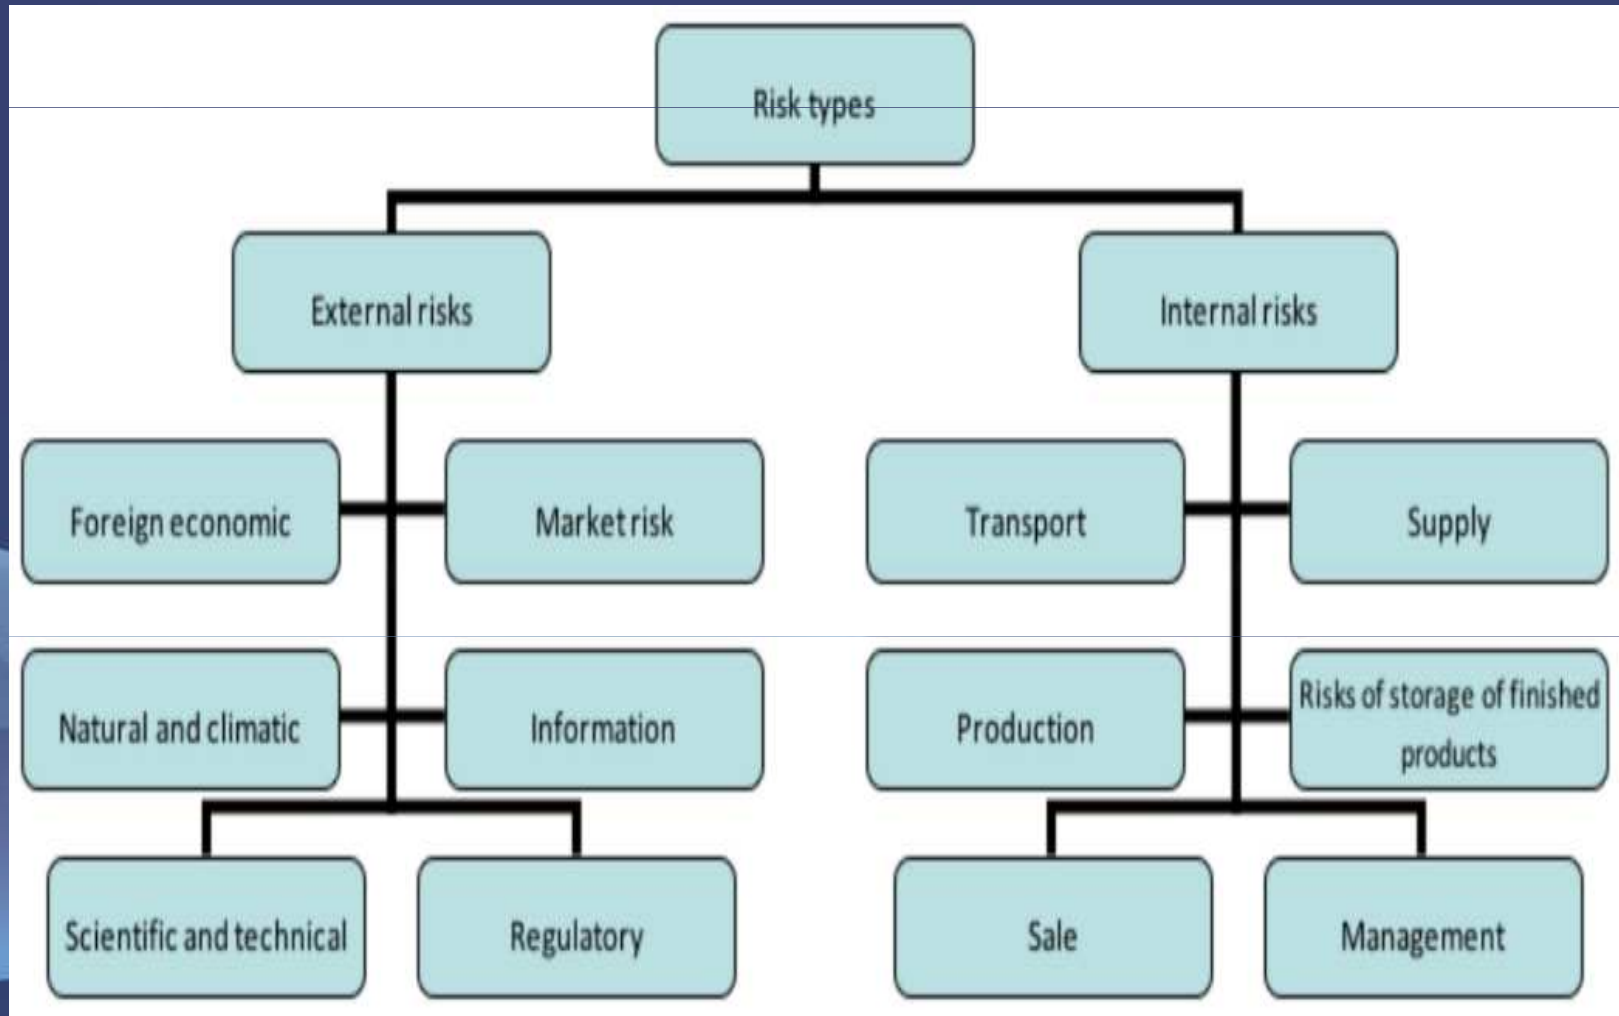 Risk types
External risks
Internal risks
Foreign economic
Market risk
Transport
Supply
Natural and climatic
Information
Production
Risks of storage of finished
products
Scientific and technical
Regulatory
Sale
Management